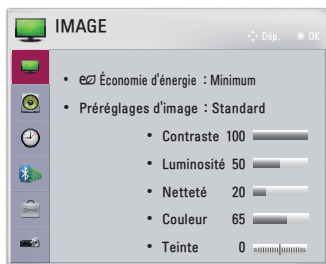 IMAGE
Dép. OK
• Économie d'énergie : Minimum
• Préréglages d'image : Standard
• Contraste 100
• Luminosité 50
• Netteté 20
• Couleur 65
• Teinte 0